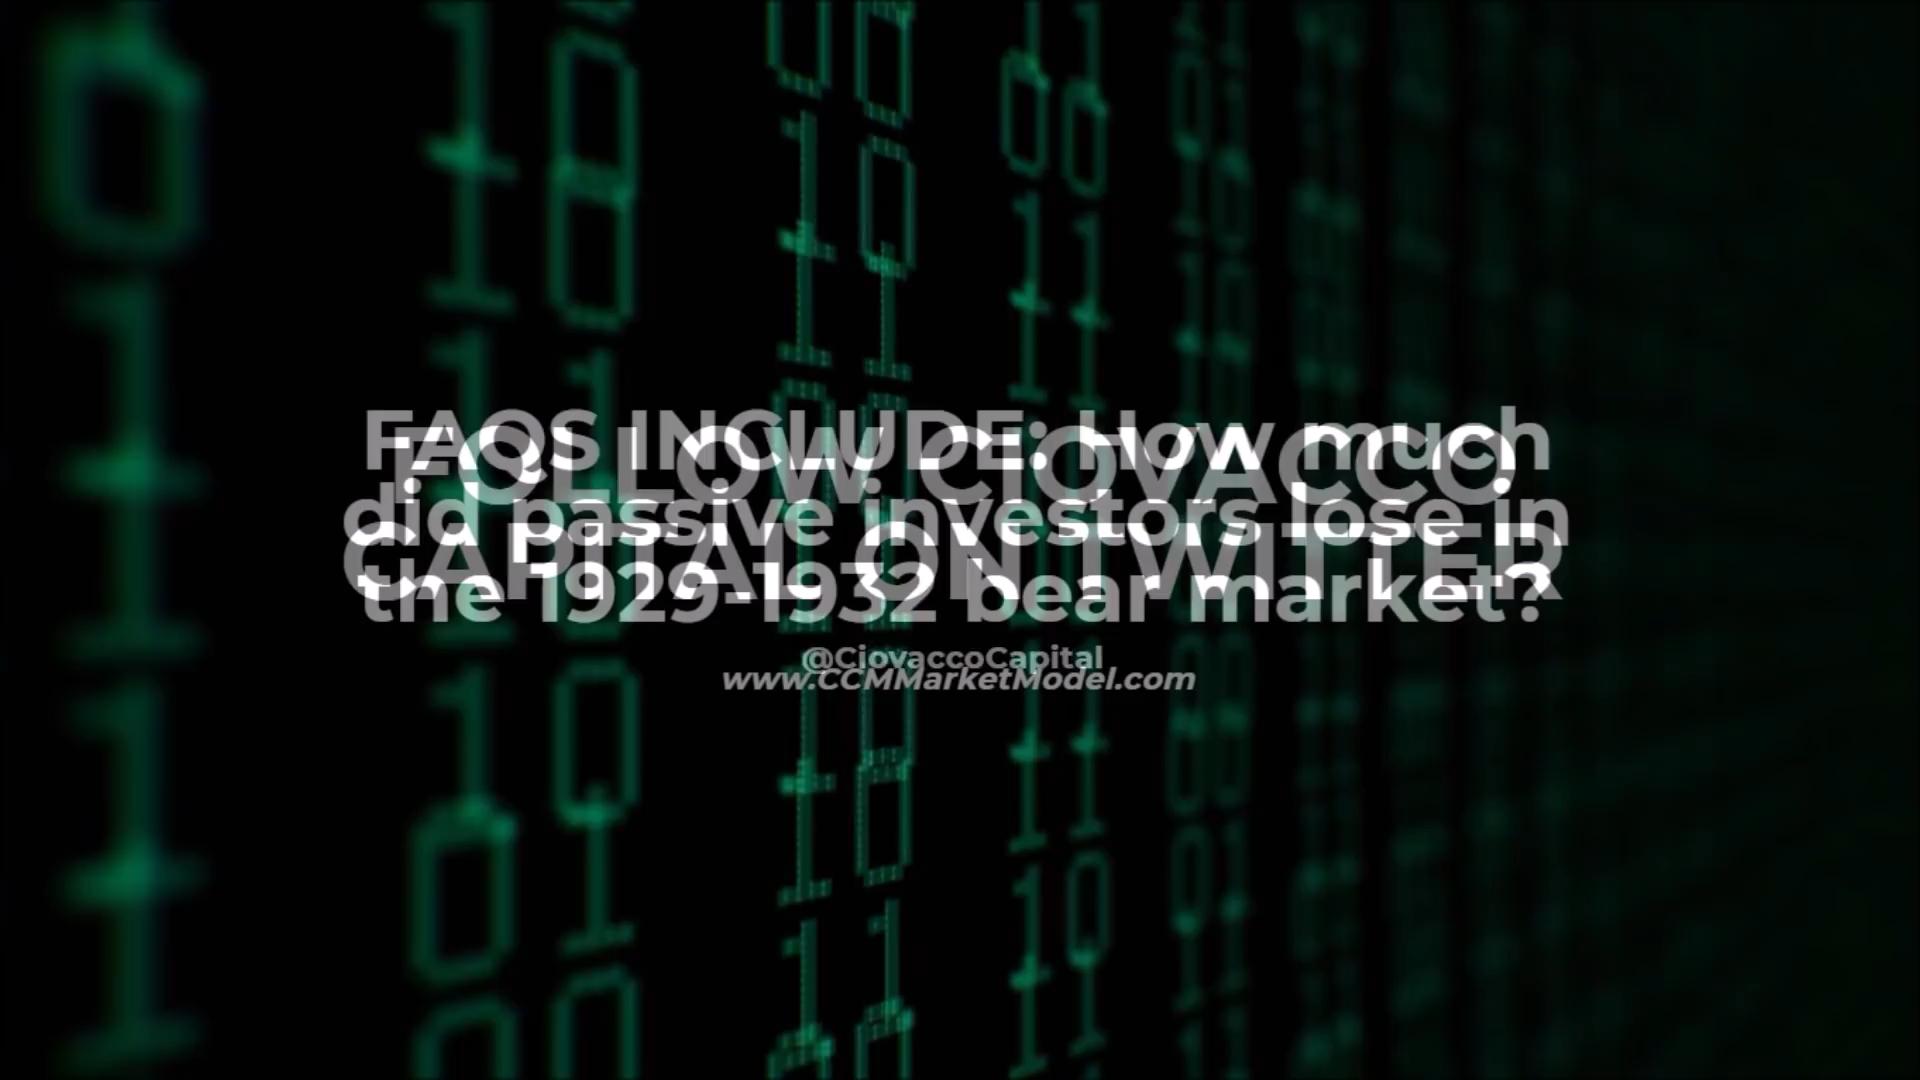 FAQS INCLUDE: How much
did passive investors lose in
the 1929-1932 bear market?
www.CCMMarketModel.com
FOLLOW CIOVACCO
CAPITAL ON TWITTER
@CiovaccoCapital